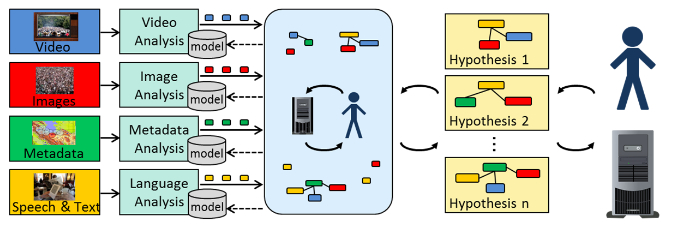 Video
Video
Analysis
model
Images
Image
Analysis
model
Metadata
Metadata
Analysis
model
Speech & Text
Language
Analysis
model
Hypothesis 1
Hypothesis 2
Hypothesis n